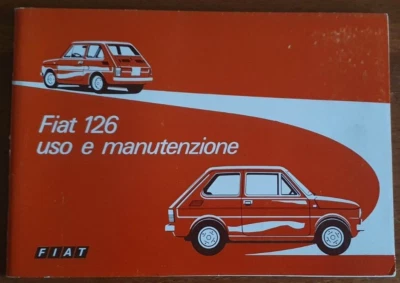 Fiat 126
uso e manutenzione
FIAT